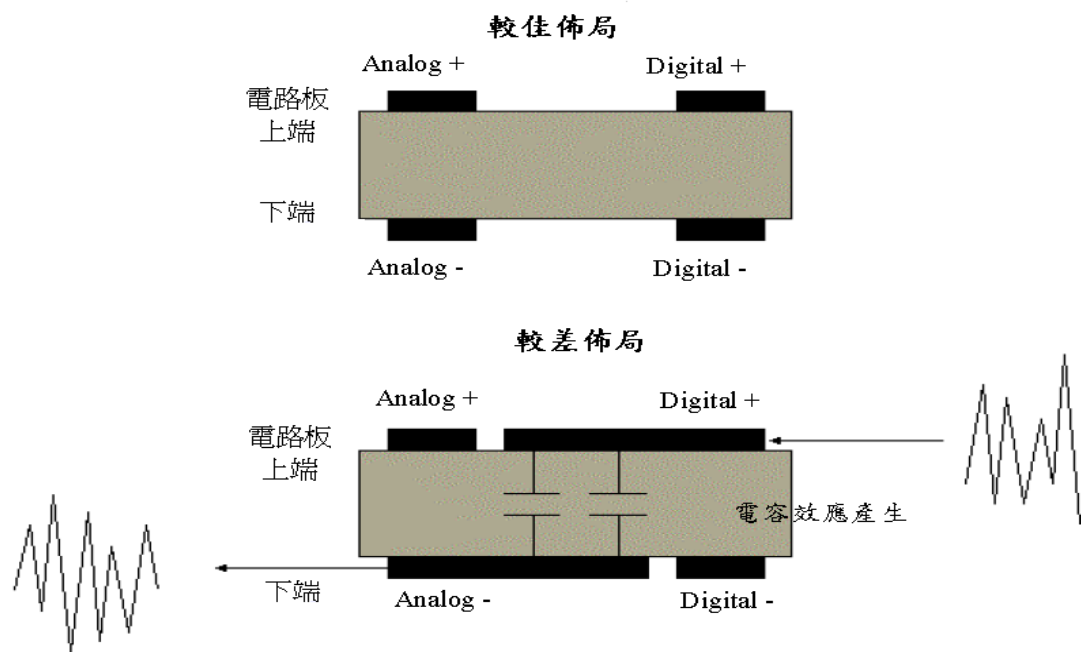 較佳佈局
Analog + Digital +
電路板
上端
下端
Analog - Digital -
較差佈局
Analog + Digital +
電路板
上端
電容效應產生
下端
Analog - Digital -